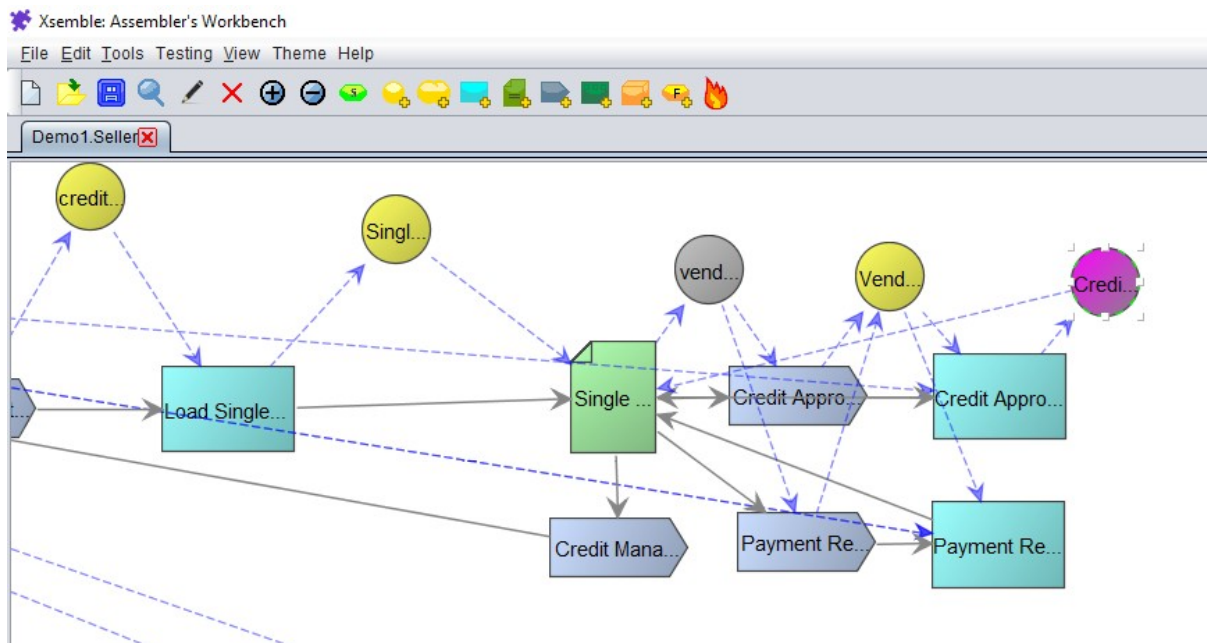 Xsemble: Assembler's Workbench
File Edit Tools Testing View Theme Help
S
F
Demo1.Seller
credit...
Singl...
vend...
Vend...
Credi...
Load Single...
Single ...
Credit Appro...
Credit Appro...
Credit Mana...
Payment Re...
Payment Re...